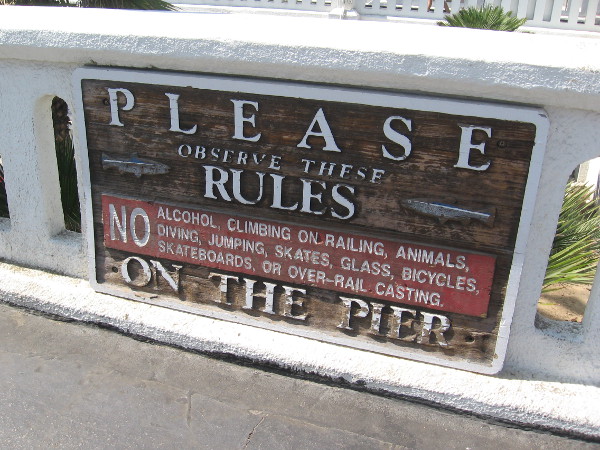 PLEASE
OBSERVE THESE
RULES
NO ALCOHOL, CLIMBING ON RAILING, ANIMALS,
DIVING, JUMPING, SKATES, GLASS, BICYCLES,
SKATEBOARDS, OR OVER-RAIL CASTING.
ON THE PIER